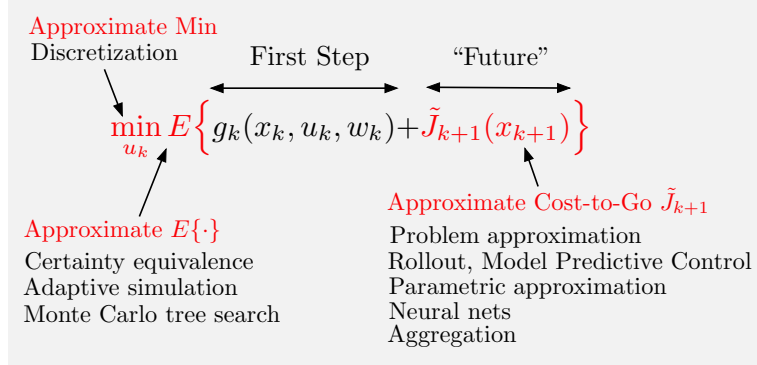 Approximate Min
Discretization
First Step
“Future”
min E{g_k(x_k, u_k, w_k)+J̃_{k+1}(x_{k+1})}
u_k
Approximate E{·}
Certainty equivalence
Adaptive simulation
Monte Carlo tree search
Approximate Cost-to-Go J̃_{k+1}
Problem approximation
Rollout, Model Predictive Control
Parametric approximation
Neural nets
Aggregation